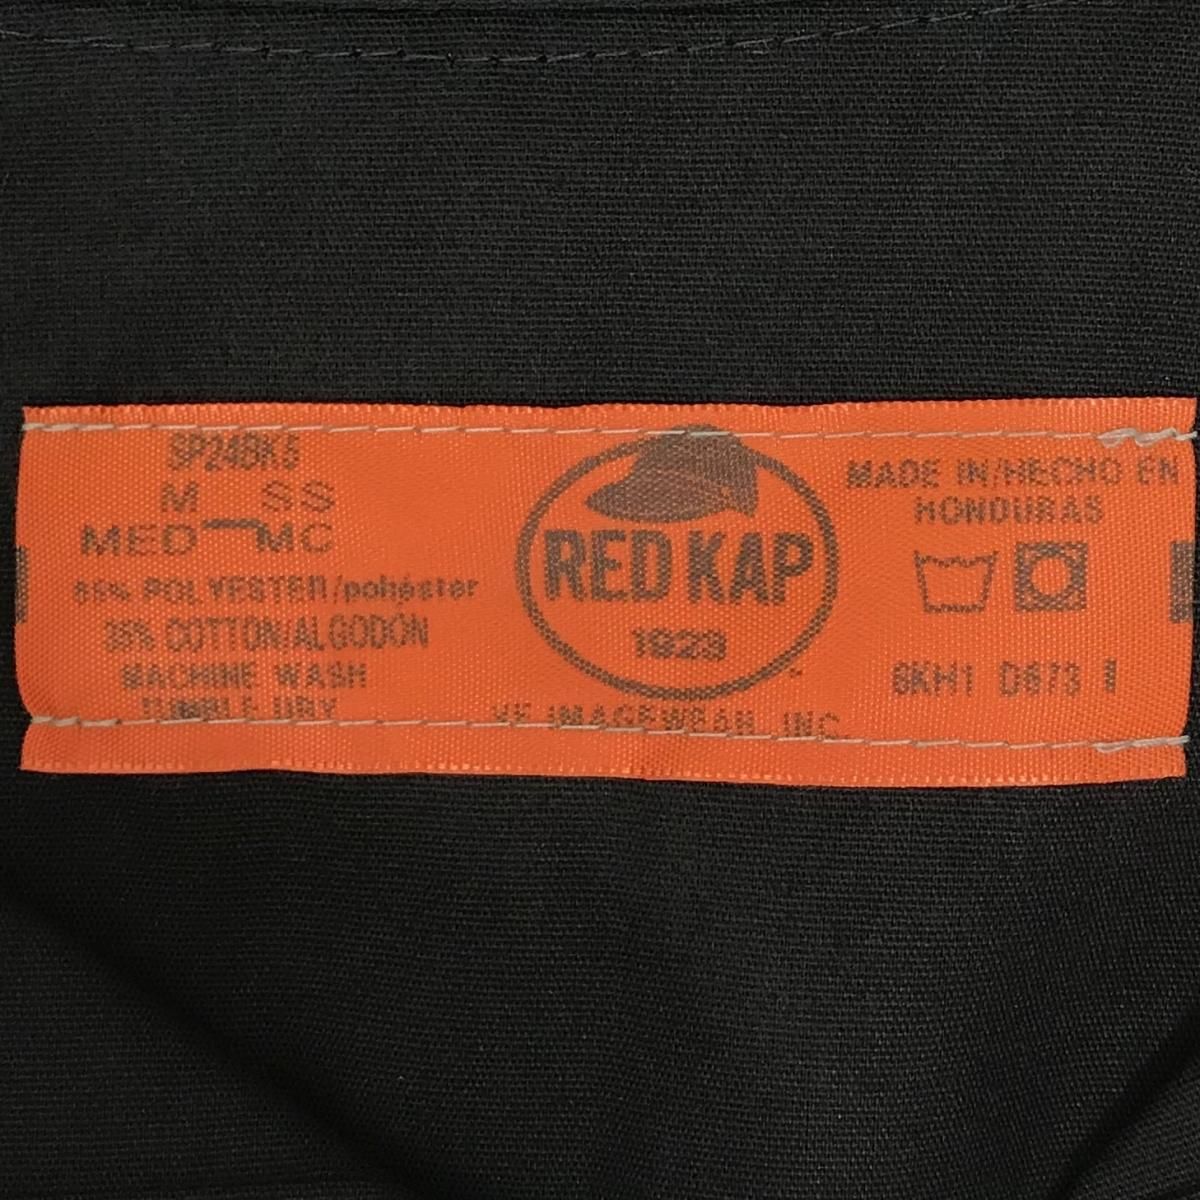 SP24BK5
M SS
MED MC
65% POLYESTER/poliéster
35% COTTON/ALGODÓN
MACHINE WASH
TUMBLE DRY
RED KAP
1923
VF IMAGEWEAR, INC.
MADE IN/HECHO EN
HONDURAS
6KH1 D673 I